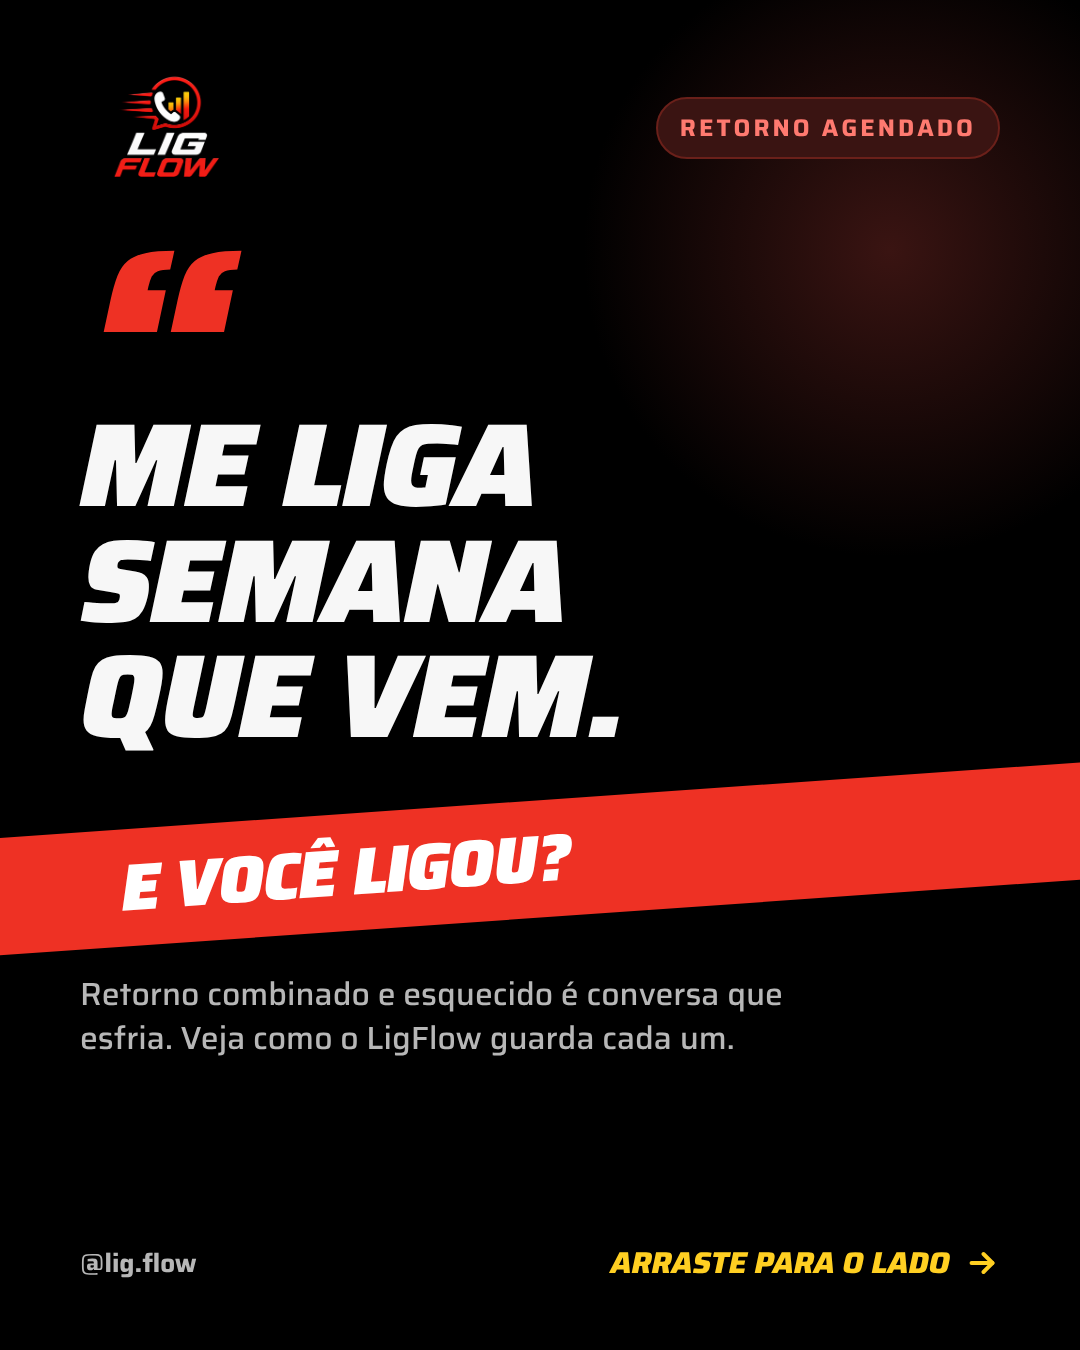 LIG
FLOW
RETORNO AGENDADO
“
ME LIGA
SEMANA
QUE VEM.
E VOCÊ LIGOU?
Retorno combinado e esquecido é conversa que
esfria. Veja como o LigFlow guarda cada um.
@lig.flow
ARRASTE PARA O LADO →